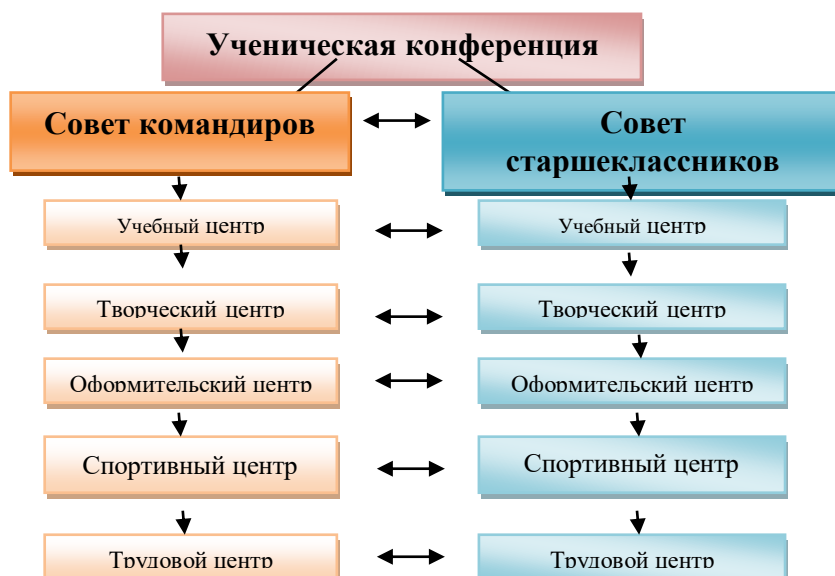 Ученическая конференция
Совет командиров
Совет
старшеклассников
Учебный центр
Учебный центр
Творческий центр
Творческий центр
Оформительский центр
Оформительский центр
Спортивный центр
Спортивный центр
Трудовой центр
Трудовой центр